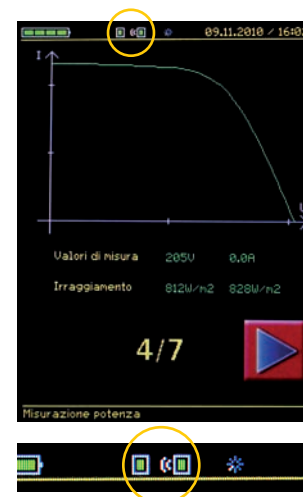 09.11.2010 / 16:0
I
U
Valori di misura 205V 0.0A
Irraggiamento 812W/m2 828W/m2
4/7
Misurazione potenza